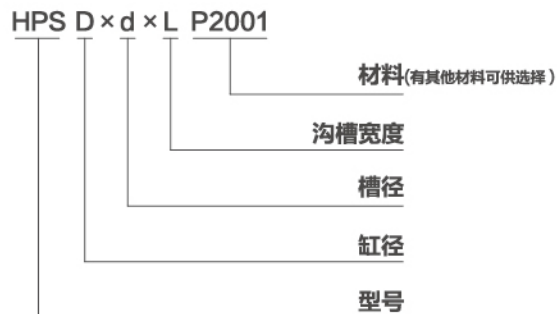 HPS D×d×L P2001
材料(有其他材料可供选择)
沟槽宽度
槽径
缸径
型号